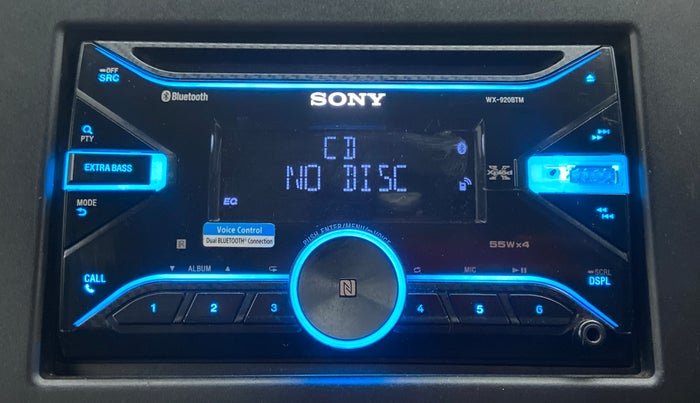 OFF
SRC
Bluetooth
SONY
WX-920BTM
PTY
CD
NO DISC
EXTRA BASS
Xplod
MODE
EQ
Voice Control
Dual BLUETOOTH® Connection
PUSH ENTER/MENU/VOICE
R
55W×4
CALL
ALBUM
MIC
SCRL
DSPL
1
2
3
N
4
5
6